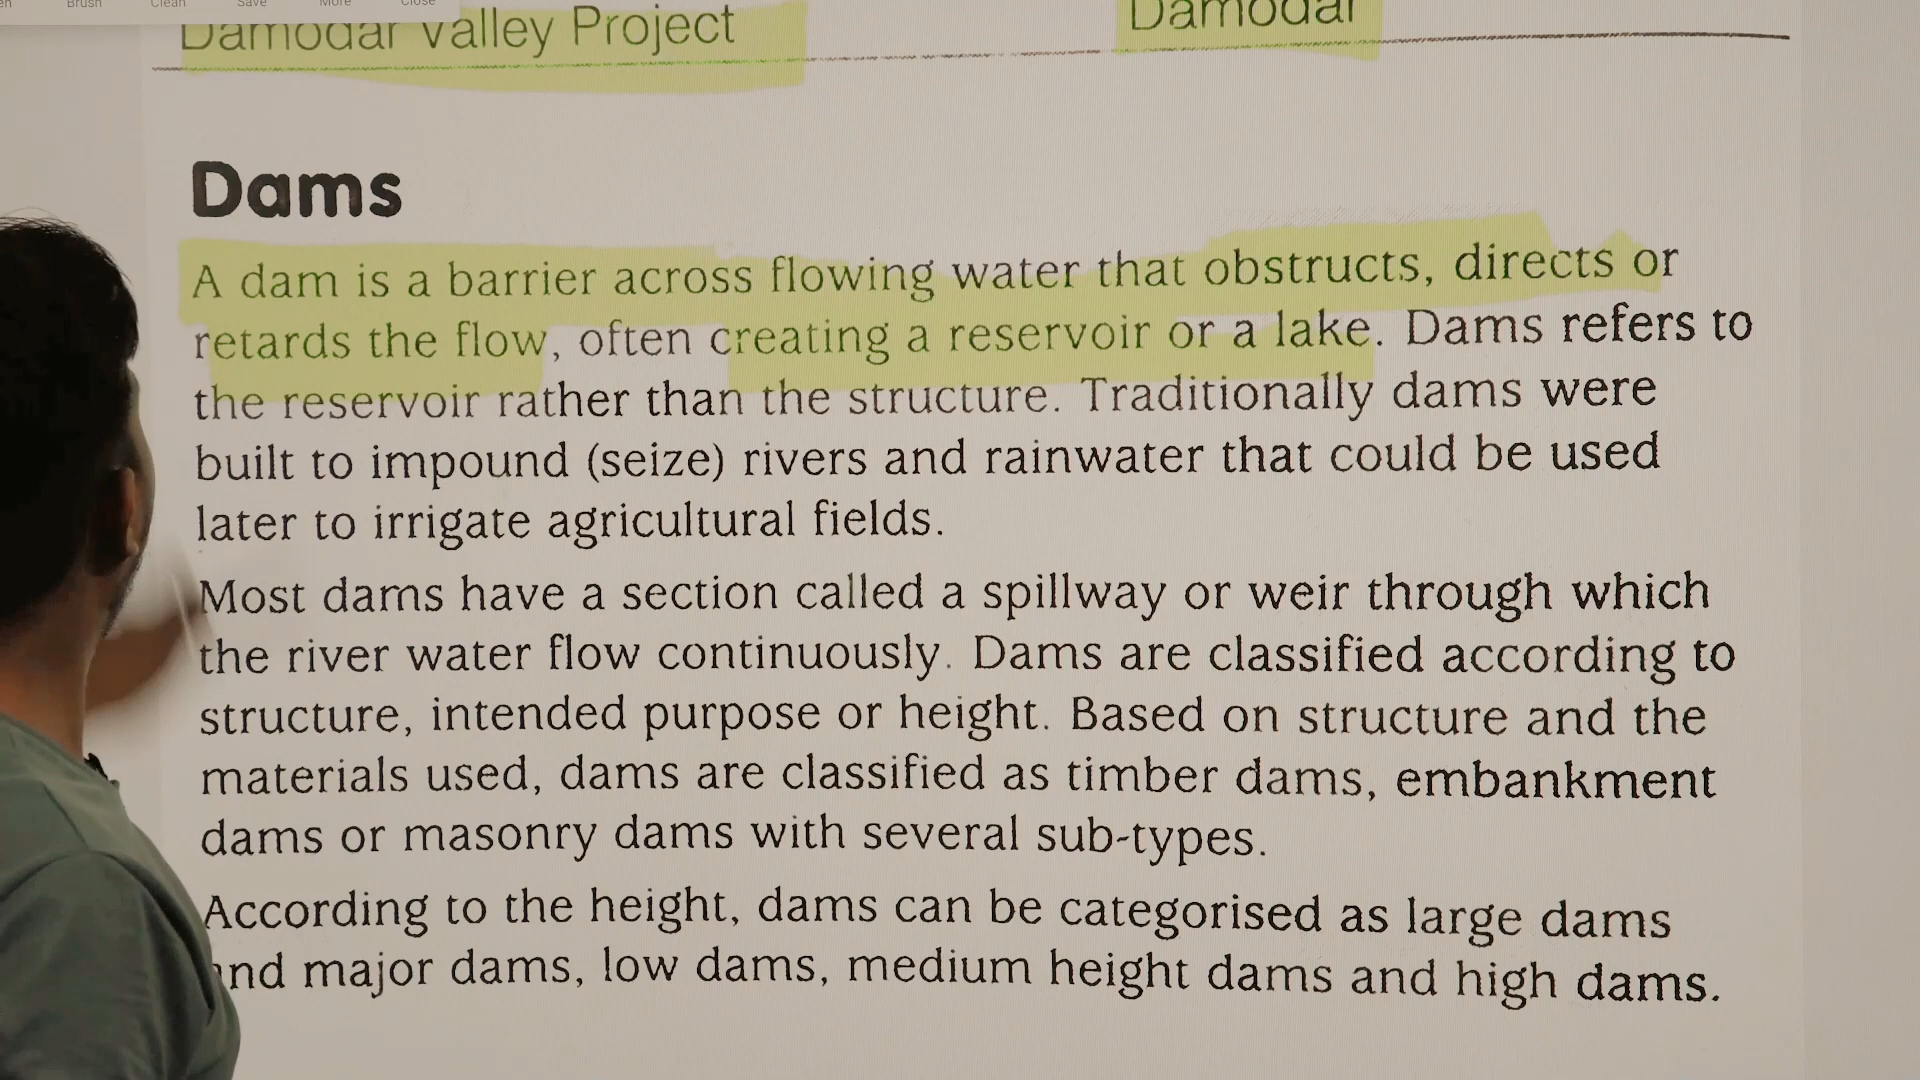 Brush Clean Save More Close
Damodar Valley Project Damodar
Dams
A dam is a barrier across flowing water that obstructs, directs or
retards the flow, often creating a reservoir or a lake. Dams refers to
the reservoir rather than the structure. Traditionally dams were
built to impound (seize) rivers and rainwater that could be used
later to irrigate agricultural fields.
Most dams have a section called a spillway or weir through which
the river water flow continuously. Dams are classified according to
structure, intended purpose or height. Based on structure and the
materials used, dams are classified as timber dams, embankment
dams or masonry dams with several sub-types.
According to the height, dams can be categorised as large dams
and major dams, low dams, medium height dams and high dams.